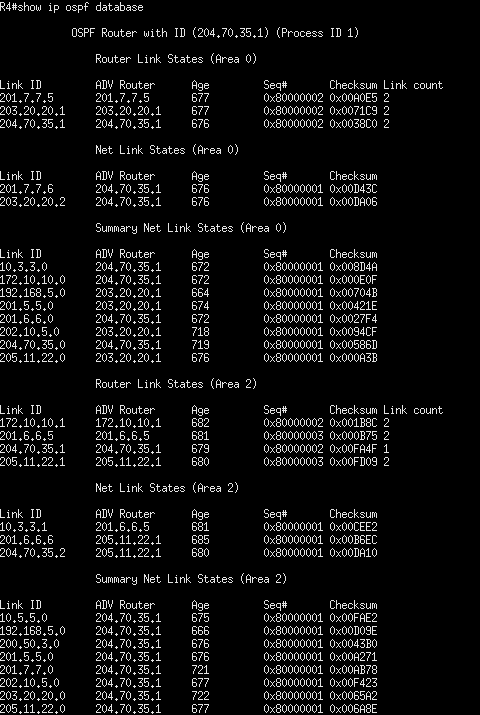 R4#show ip ospf database
OSPF Router with ID (204.70.35.1) (Process ID 1)
Router Link States (Area 0)
Link ID ADV Router Age Seq# Checksum Link count
201.7.7.5 201.7.7.5 677 0x80000002 0x00A0E5 2
203.20.20.1 203.20.20.1 677 0x80000002 0x0071C9 2
204.70.35.1 204.70.35.1 676 0x80000002 0x0038C0 2
Net Link States (Area 0)
Link ID ADV Router Age Seq# Checksum
201.7.7.6 204.70.35.1 676 0x80000001 0x00D43C
203.20.20.2 204.70.35.1 676 0x80000001 0x00DA06
Summary Net Link States (Area 0)
Link ID ADV Router Age Seq# Checksum
10.3.3.0 204.70.35.1 672 0x80000001 0x008D4A
172.10.10.0 204.70.35.1 672 0x80000001 0x000E0F
192.168.5.0 203.20.20.1 664 0x80000001 0x00704B
201.5.5.0 203.20.20.1 674 0x80000001 0x00421E
201.6.6.0 204.70.35.1 672 0x80000001 0x0027F4
202.10.5.0 203.20.20.1 718 0x80000001 0x0094CF
204.70.35.0 204.70.35.1 719 0x80000001 0x00586D
205.11.22.0 203.20.20.1 676 0x80000001 0x000A3B
Router Link States (Area 2)
Link ID ADV Router Age Seq# Checksum Link count
172.10.10.1 172.10.10.1 682 0x80000002 0x001B8C 2
201.6.6.5 201.6.6.5 681 0x80000003 0x000B75 2
204.70.35.1 204.70.35.1 679 0x80000002 0x00FA4F 1
205.11.22.1 205.11.22.1 680 0x80000003 0x00FD09 2
Net Link States (Area 2)
Link ID ADV Router Age Seq# Checksum
10.3.3.1 201.6.6.5 681 0x80000001 0x00CEE2
201.6.6.6 205.11.22.1 685 0x80000001 0x00B6EC
204.70.35.2 205.11.22.1 680 0x80000001 0x00DA10
Summary Net Link States (Area 2)
Link ID ADV Router Age Seq# Checksum
10.5.5.0 204.70.35.1 675 0x80000001 0x00FAE2
192.168.5.0 204.70.35.1 666 0x80000001 0x00D09E
200.50.3.0 204.70.35.1 676 0x80000001 0x0043B0
201.5.5.0 204.70.35.1 676 0x80000001 0x00A271
201.7.7.0 204.70.35.1 721 0x80000001 0x00AB78
202.10.5.0 204.70.35.1 677 0x80000001 0x00F423
203.20.20.0 204.70.35.1 722 0x80000001 0x0065A2
205.11.22.0 204.70.35.1 677 0x80000001 0x006A8E